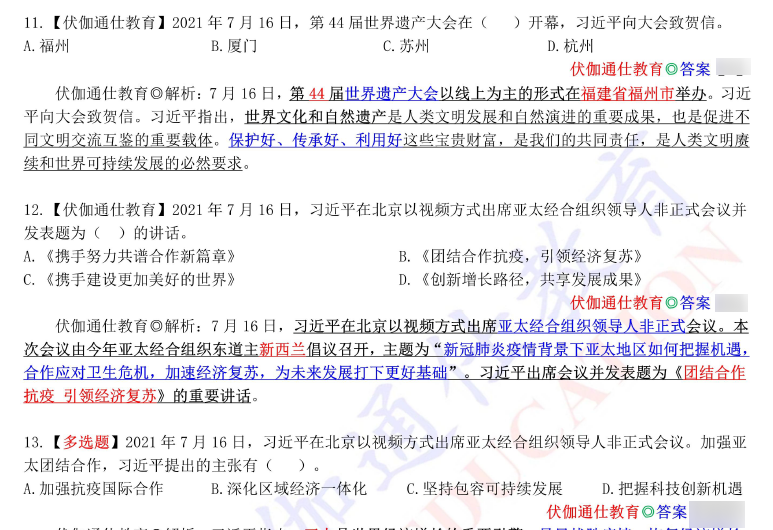 11.【伏伽通仕教育】2021 年 7 月 16 日，第 44 届世界遗产大会在（　　）开幕，习近平向大会致贺信。
A.福州 B.厦门 C.苏州 D.杭州
伏伽通仕教育◎答案
伏伽通仕教育◎解析：7 月 16 日，第 44 届世界遗产大会以线上为主的形式在福建省福州市举办。习近
平向大会致贺信。习近平指出，世界文化和自然遗产是人类文明发展和自然演进的重要成果，也是促进不
同文明交流互鉴的重要载体。保护好、传承好、利用好这些宝贵财富，是我们的共同责任，是人类文明赓
续和世界可持续发展的必然要求。
12.【伏伽通仕教育】2021 年 7 月 16 日，习近平在北京以视频方式出席亚太经合组织领导人非正式会议并
发表题为（　）的讲话。
A.《携手努力共谱合作新篇章》 B.《团结合作抗疫，引领经济复苏》
C.《携手建设更加美好的世界》 D.《创新增长路径，共享发展成果》
伏伽通仕教育◎答案
伏伽通仕教育◎解析：7 月 16 日，习近平在北京以视频方式出席亚太经合组织领导人非正式会议。本
次会议由今年亚太经合组织东道主新西兰倡议召开，主题为“新冠肺炎疫情背景下亚太地区如何把握机遇，
合作应对卫生危机，加速经济复苏，为未来发展打下更好基础”。习近平出席会议并发表题为《团结合作
抗疫 引领经济复苏》的重要讲话。
13.【多选题】2021 年 7 月 16 日，习近平在北京以视频方式出席亚太经合组织领导人非正式会议。加强亚
太团结合作，习近平提出的主张有（　　）。
A.加强抗疫国际合作 B.深化区域经济一体化 C.坚持包容可持续发展 D.把握科技创新机遇
伏伽通仕教育◎答案